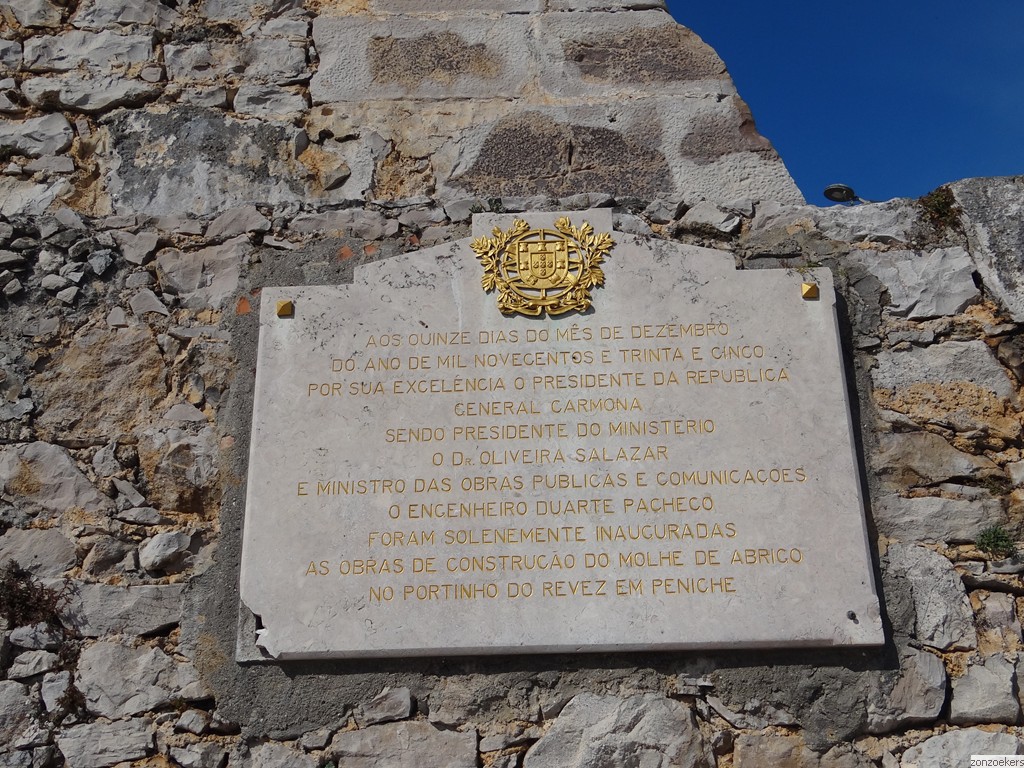 AOS QUINZE DIAS DO MÊS DE DEZEMBRO
DO ANO DE MIL NOVECENTOS E TRINTA E CINCO
POR SUA EXCELÊNCIA O PRESIDENTE DA REPUBLICA
GENERAL CARMONA
SENDO PRESIDENTE DO MINISTÉRIO
O DR. OLIVEIRA SALAZAR
E MINISTRO DAS OBRAS PUBLICAS E COMUNICAÇÕES
O ENGENHEIRO DUARTE PACHECO
FORAM SOLENEMENTE INAUGURADAS
AS OBRAS DE CONSTRUÇÃO DO MOLHE DE ABRIGO
NO PORTINHO DO REVEZ EM PENICHE
zonzoekers